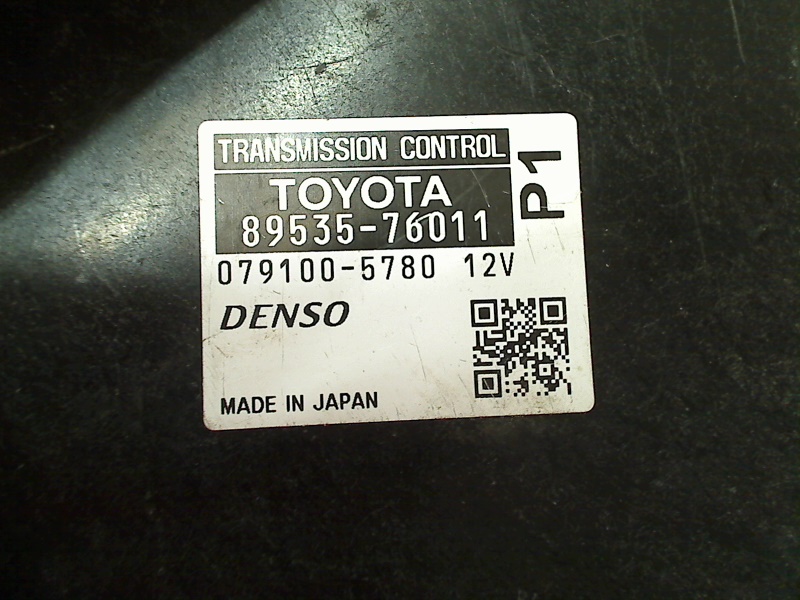 TRANSMISSION CONTROL
P1
TOYOTA
89535-76011
079100-5780 12V
DENSO
MADE IN JAPAN